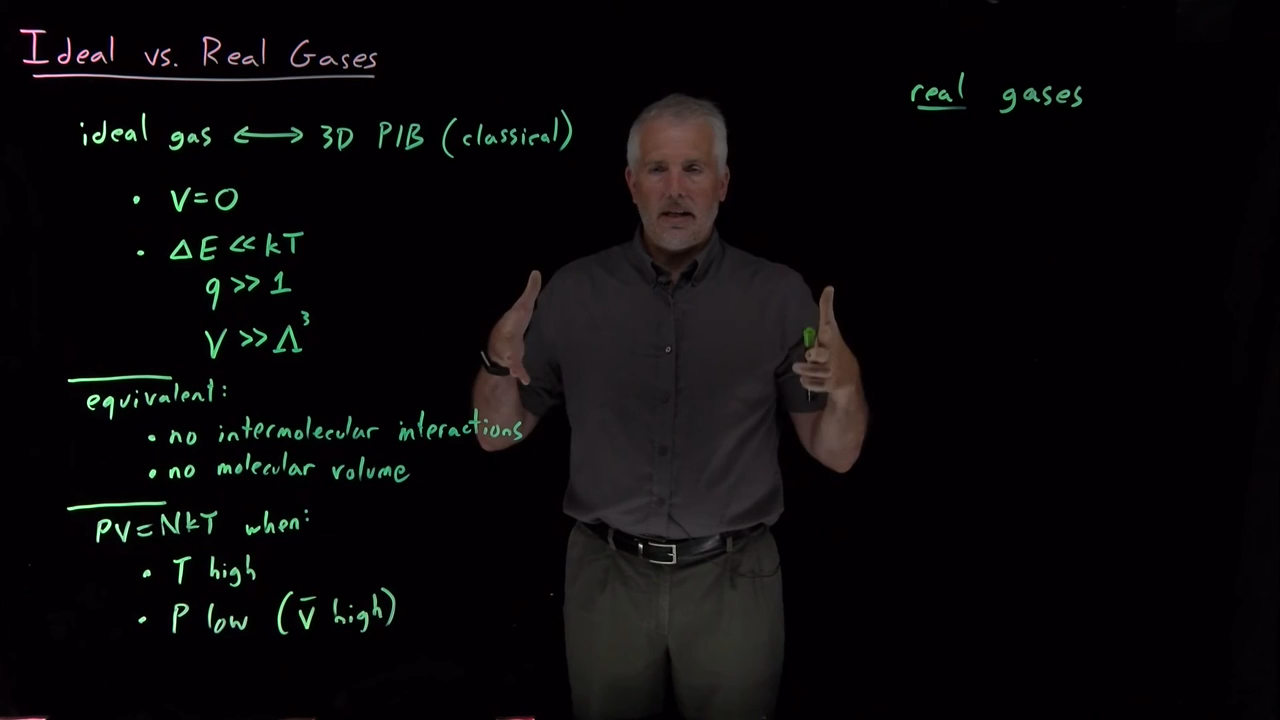 Ideal vs. Real Gases
ideal gas ⟷ 3D PIB (classical)
• V=0
• ΔE ≪ kT
q ≫ 1
V ≫ Λ³
equivalent:
• no intermolecular interactions
• no molecular volume
PV=NkT when:
• T high
• P low (V̄ high)
real gases